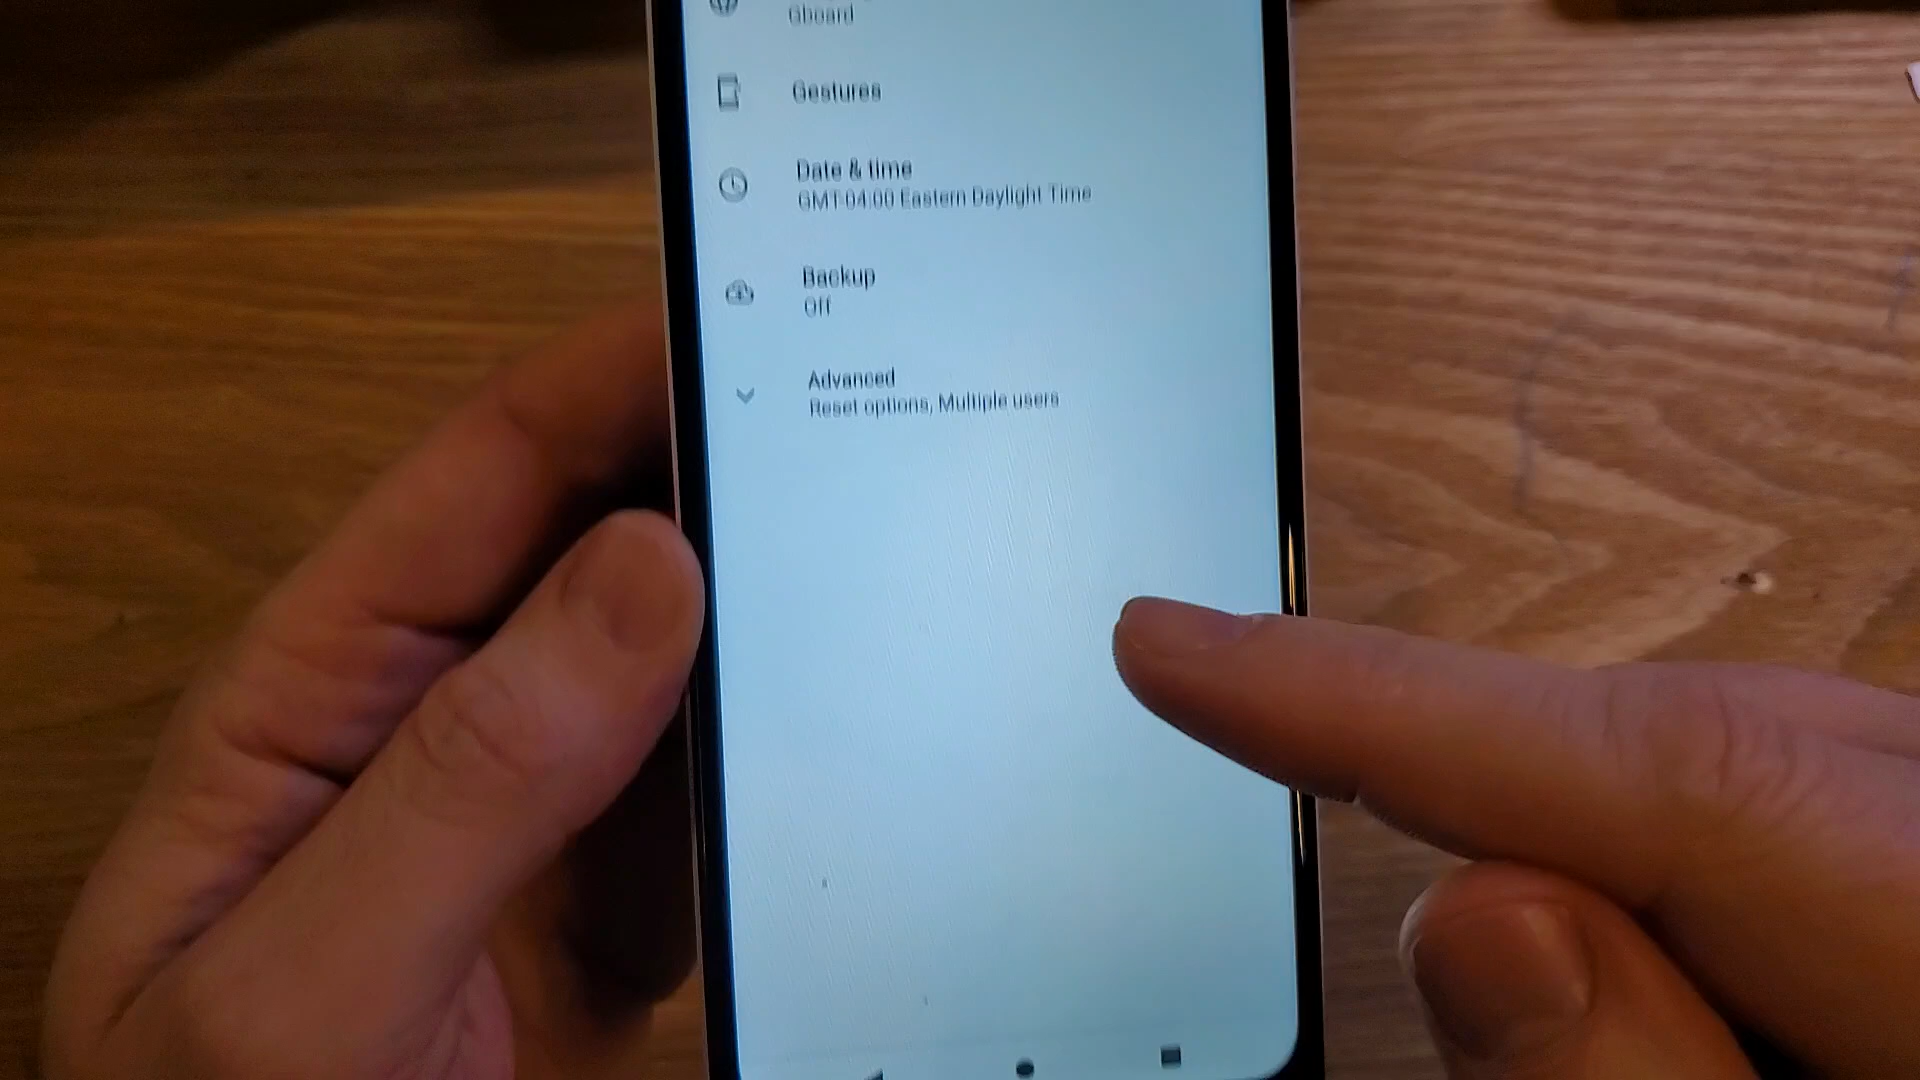 Gboard
Gestures
Date & time
GMT-04:00 Eastern Daylight Time
Backup
Off
Advanced
Reset options, Multiple users